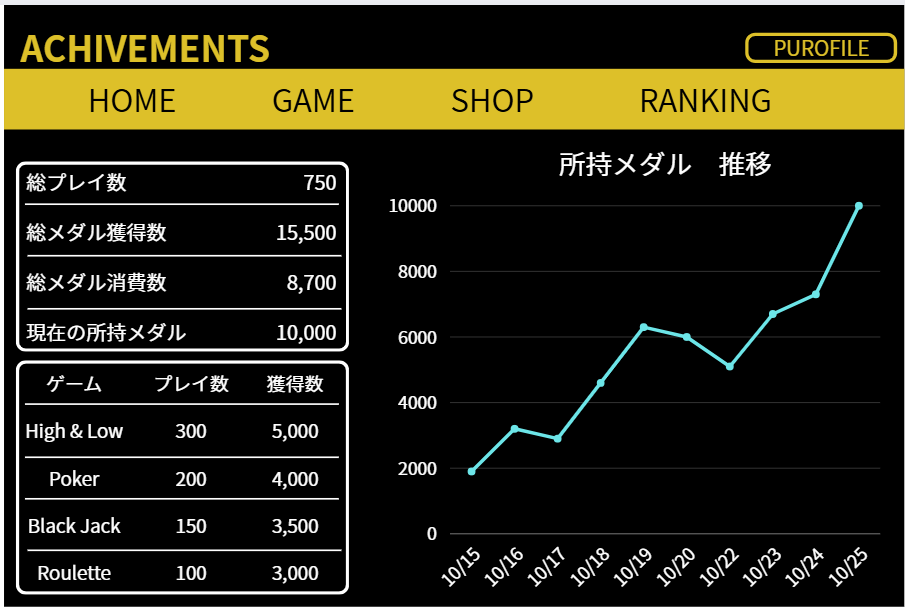 ACHIVEMENTS
PUROFILE
HOME GAME SHOP RANKING
総プレイ数 750
総メダル獲得数 15,500
総メダル消費数 8,700
現在の所持メダル 10,000
ゲーム プレイ数 獲得数
High & Low 300 5,000
Poker 200 4,000
Black Jack 150 3,500
Roulette 100 3,000
所持メダル　推移
10000
8000
6000
4000
2000
0
10/15 10/16 10/17 10/18 10/19 10/20 10/22 10/23 10/24 10/25